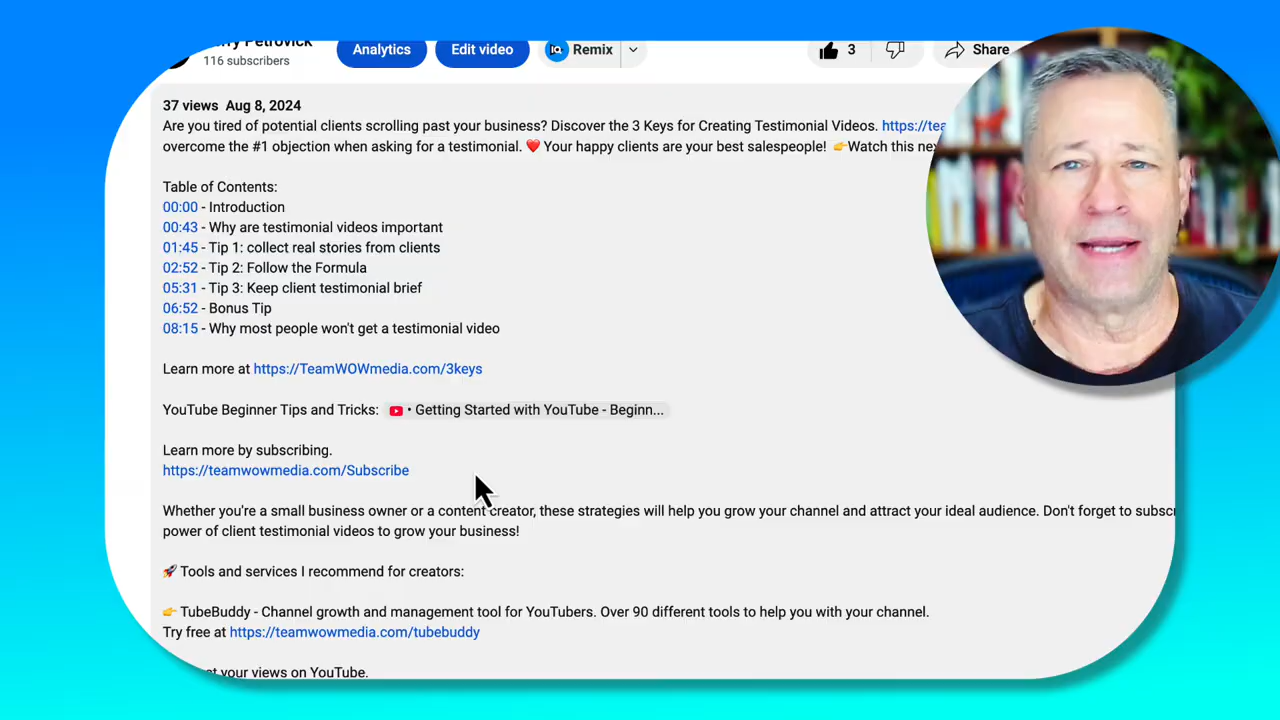 Petrovick
116 subscribers
Analytics
Edit video
Remix
3
Share
37 views Aug 8, 2024
Are you tired of potential clients scrolling past your business? Discover the 3 Keys for Creating Testimonial Videos. https://tea
overcome the #1 objection when asking for a testimonial. ❤️ Your happy clients are your best salespeople! 👉Watch this nex
Table of Contents:
00:00 - Introduction
00:43 - Why are testimonial videos important
01:45 - Tip 1: collect real stories from clients
02:52 - Tip 2: Follow the Formula
05:31 - Tip 3: Keep client testimonial brief
06:52 - Bonus Tip
08:15 - Why most people won't get a testimonial video
Learn more at https://TeamWOWmedia.com/3keys
YouTube Beginner Tips and Tricks: • Getting Started with YouTube - Beginn...
Learn more by subscribing.
https://teamwowmedia.com/Subscribe
Whether you're a small business owner or a content creator, these strategies will help you grow your channel and attract your ideal audience. Don't forget to subscr
power of client testimonial videos to grow your business!
🚀 Tools and services I recommend for creators:
👉 TubeBuddy - Channel growth and management tool for YouTubers. Over 90 different tools to help you with your channel.
Try free at https://teamwowmedia.com/tubebuddy
your views on YouTube.